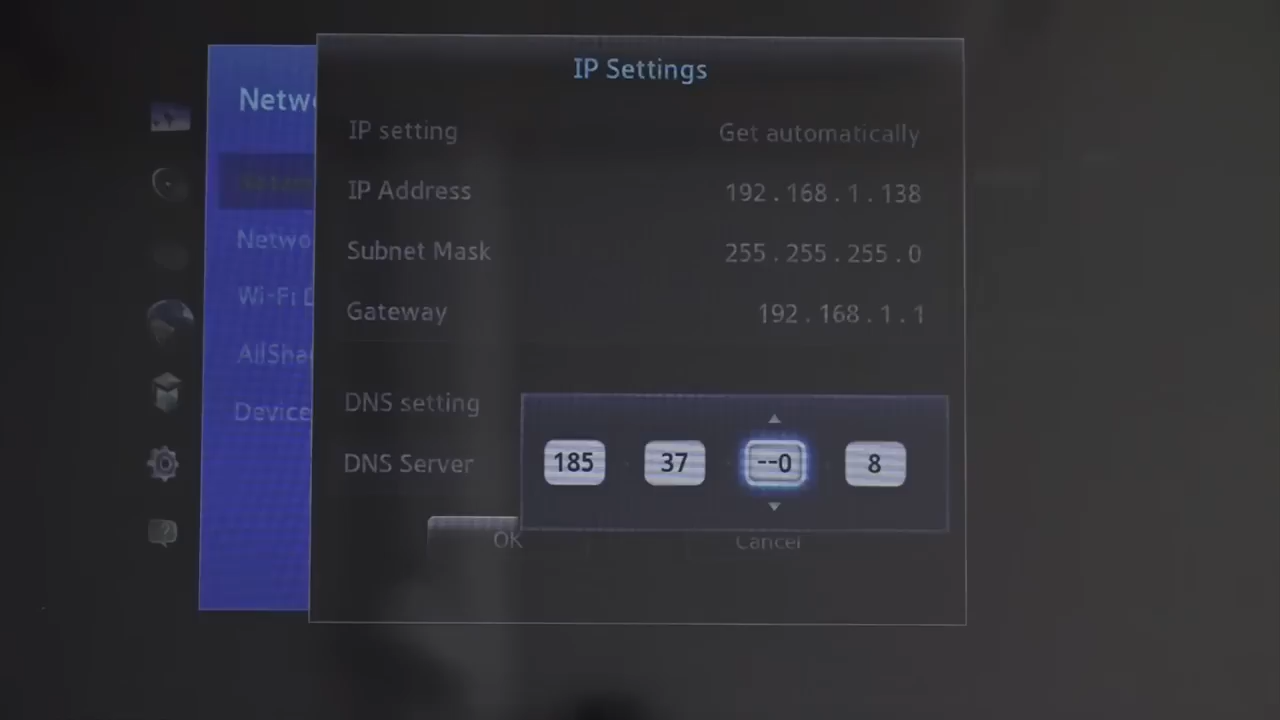 IP Settings
Netwo
IP setting Get automatically
IP Address 192.168.1.138
Netwo
Subnet Mask 255.255.255.0
Wi-Fi D
Gateway 192.168.1.1
AllSha
DNS setting
Device
DNS Server 185 37 --0 8
OK Cancel
?